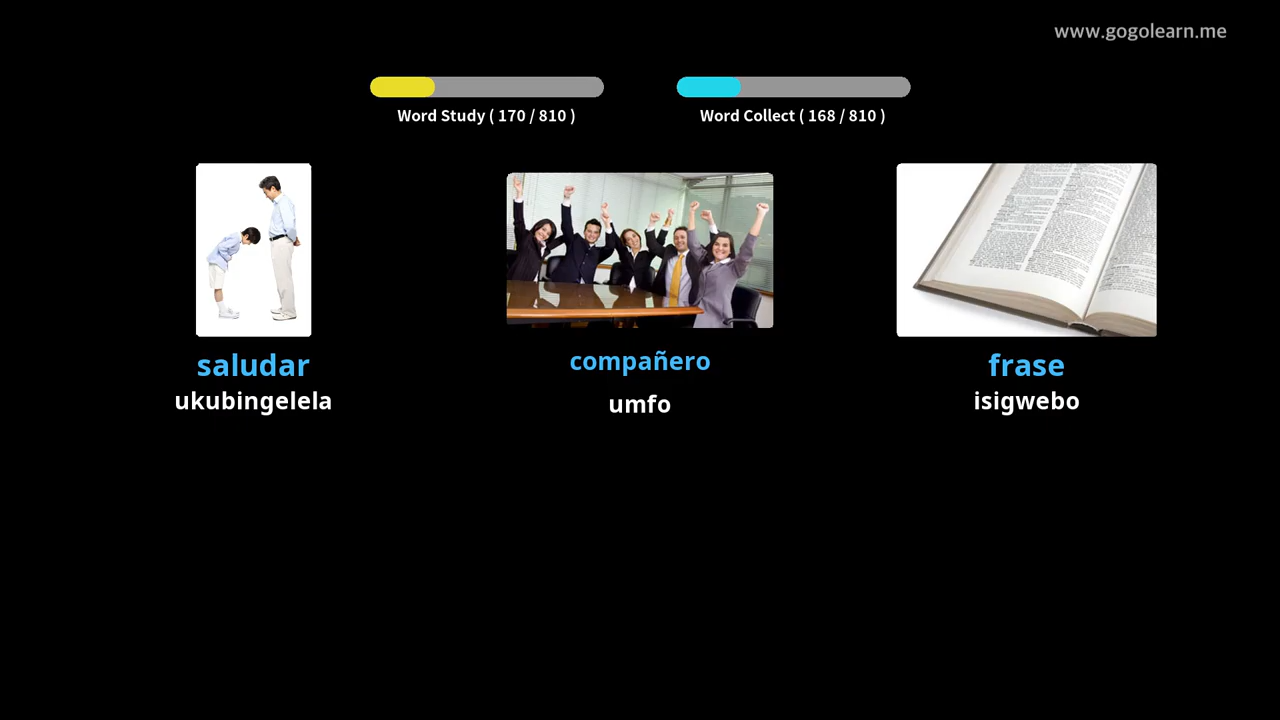 www.gogolearn.me
Word Study ( 170 / 810 )
Word Collect ( 168 / 810 )
saludar
ukubingelela
compañero
umfo
frase
isigwebo